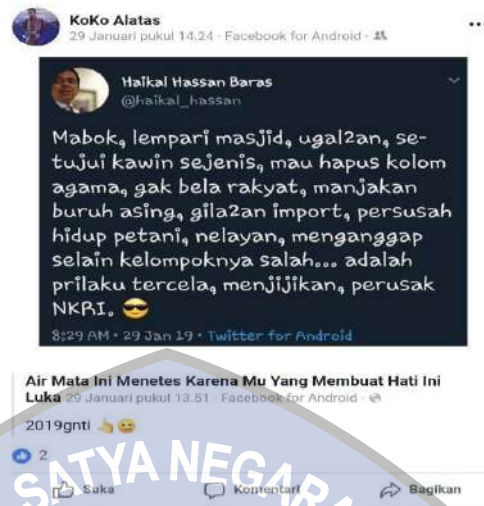 KoKo Alatas
29 Januari pukul 14.24 · Facebook for Android ·
Haikal Hassan Baras
@haikal_hassan
Mabok, lempari masjid, ugal2an, se-
tujui kawin sejenis, mau hapus kolom
agama, gak bela rakyat, manjakan
buruh asing, gila2an import, persusah
hidup petani, nelayan, menganggap
selain kelompoknya salah... adalah
prilaku tercela, menjijikan, perusak
NKRI. 😎
8:29 AM · 29 Jan 19 · Twitter for Android
Air Mata Ini Menetes Karena Mu Yang Membuat Hati Ini
Luka 29 Januari pukul 13.51 · Facebook for Android ·
2019gnti 👍😄
2
Suka Komentari Bagikan
SATYA NEGARA